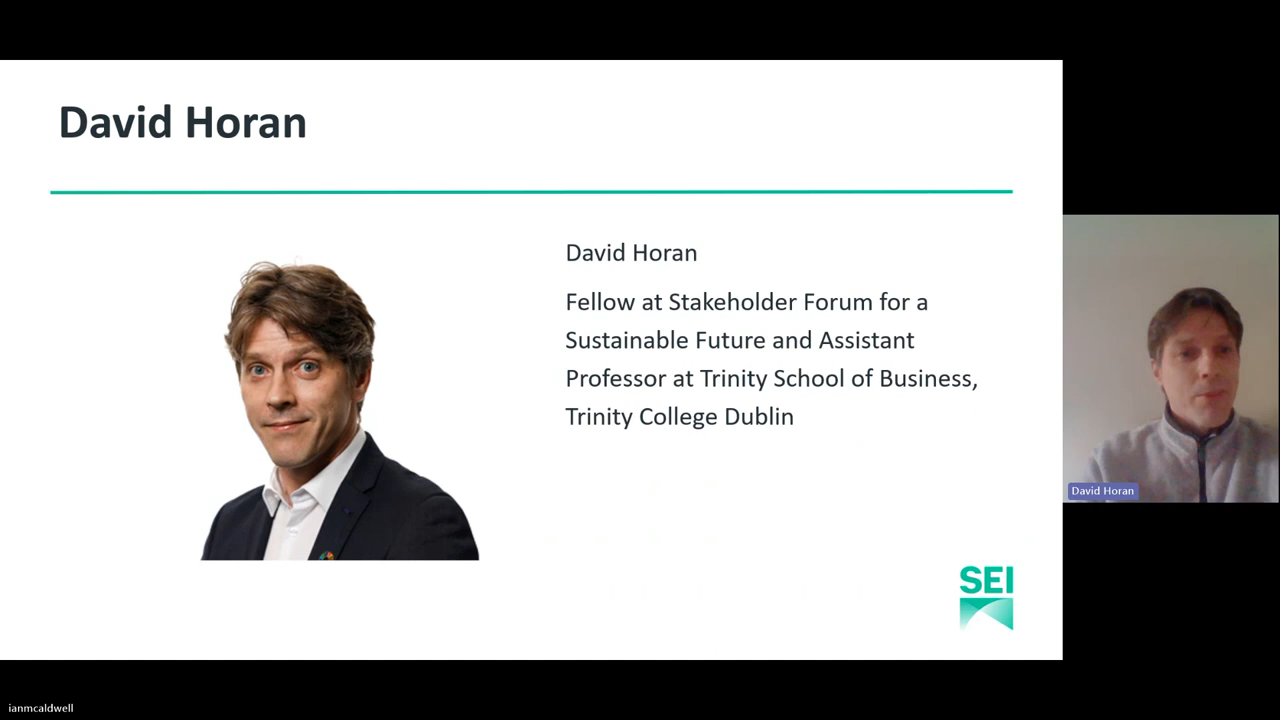 David Horan
David Horan
Fellow at Stakeholder Forum for a
Sustainable Future and Assistant
Professor at Trinity School of Business,
Trinity College Dublin
SEI
David Horan
ianmcaldwell